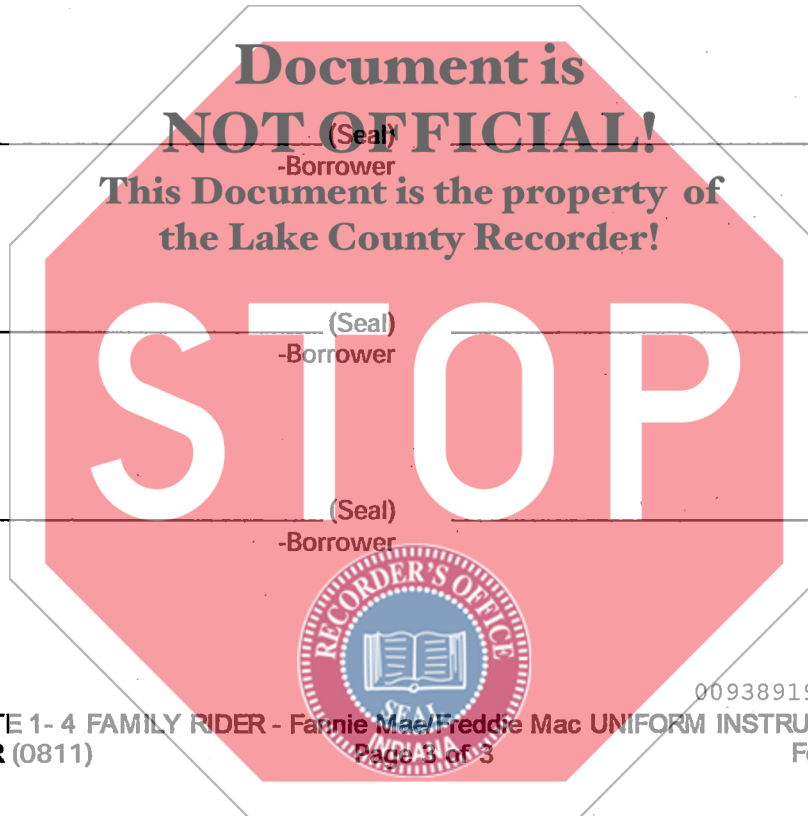 Document is
NOT OFFICIAL!
(Seal)
-Borrower
This Document is the property of
the Lake County Recorder!
(Seal)
-Borrower
STOP
(Seal)
-Borrower
RECORDER'S OFFICE
SEAL
INDIANA
00938919
E 1- 4 FAMILY RIDER - Fannie Mae/Freddie Mac UNIFORM INSTRU
R (0811)
Page 3 of 3
F